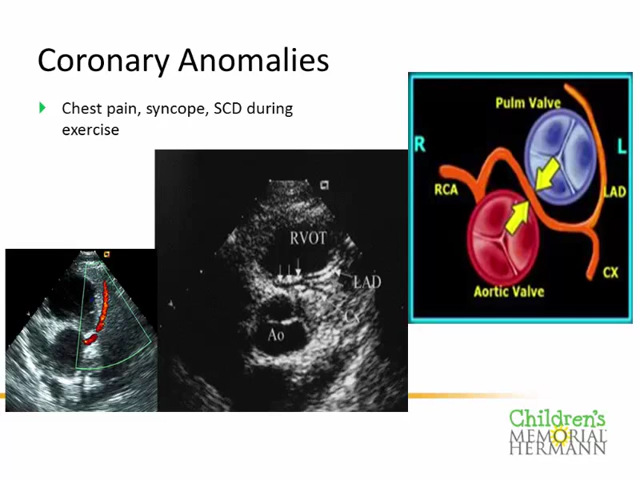 Coronary Anomalies
Chest pain, syncope, SCD during
exercise
RVOT
LAD
Cx
Ao
Pulm Valve
R
L
RCA
LAD
Aortic Valve
CX
Children's
MEMORIAL
HERMANN